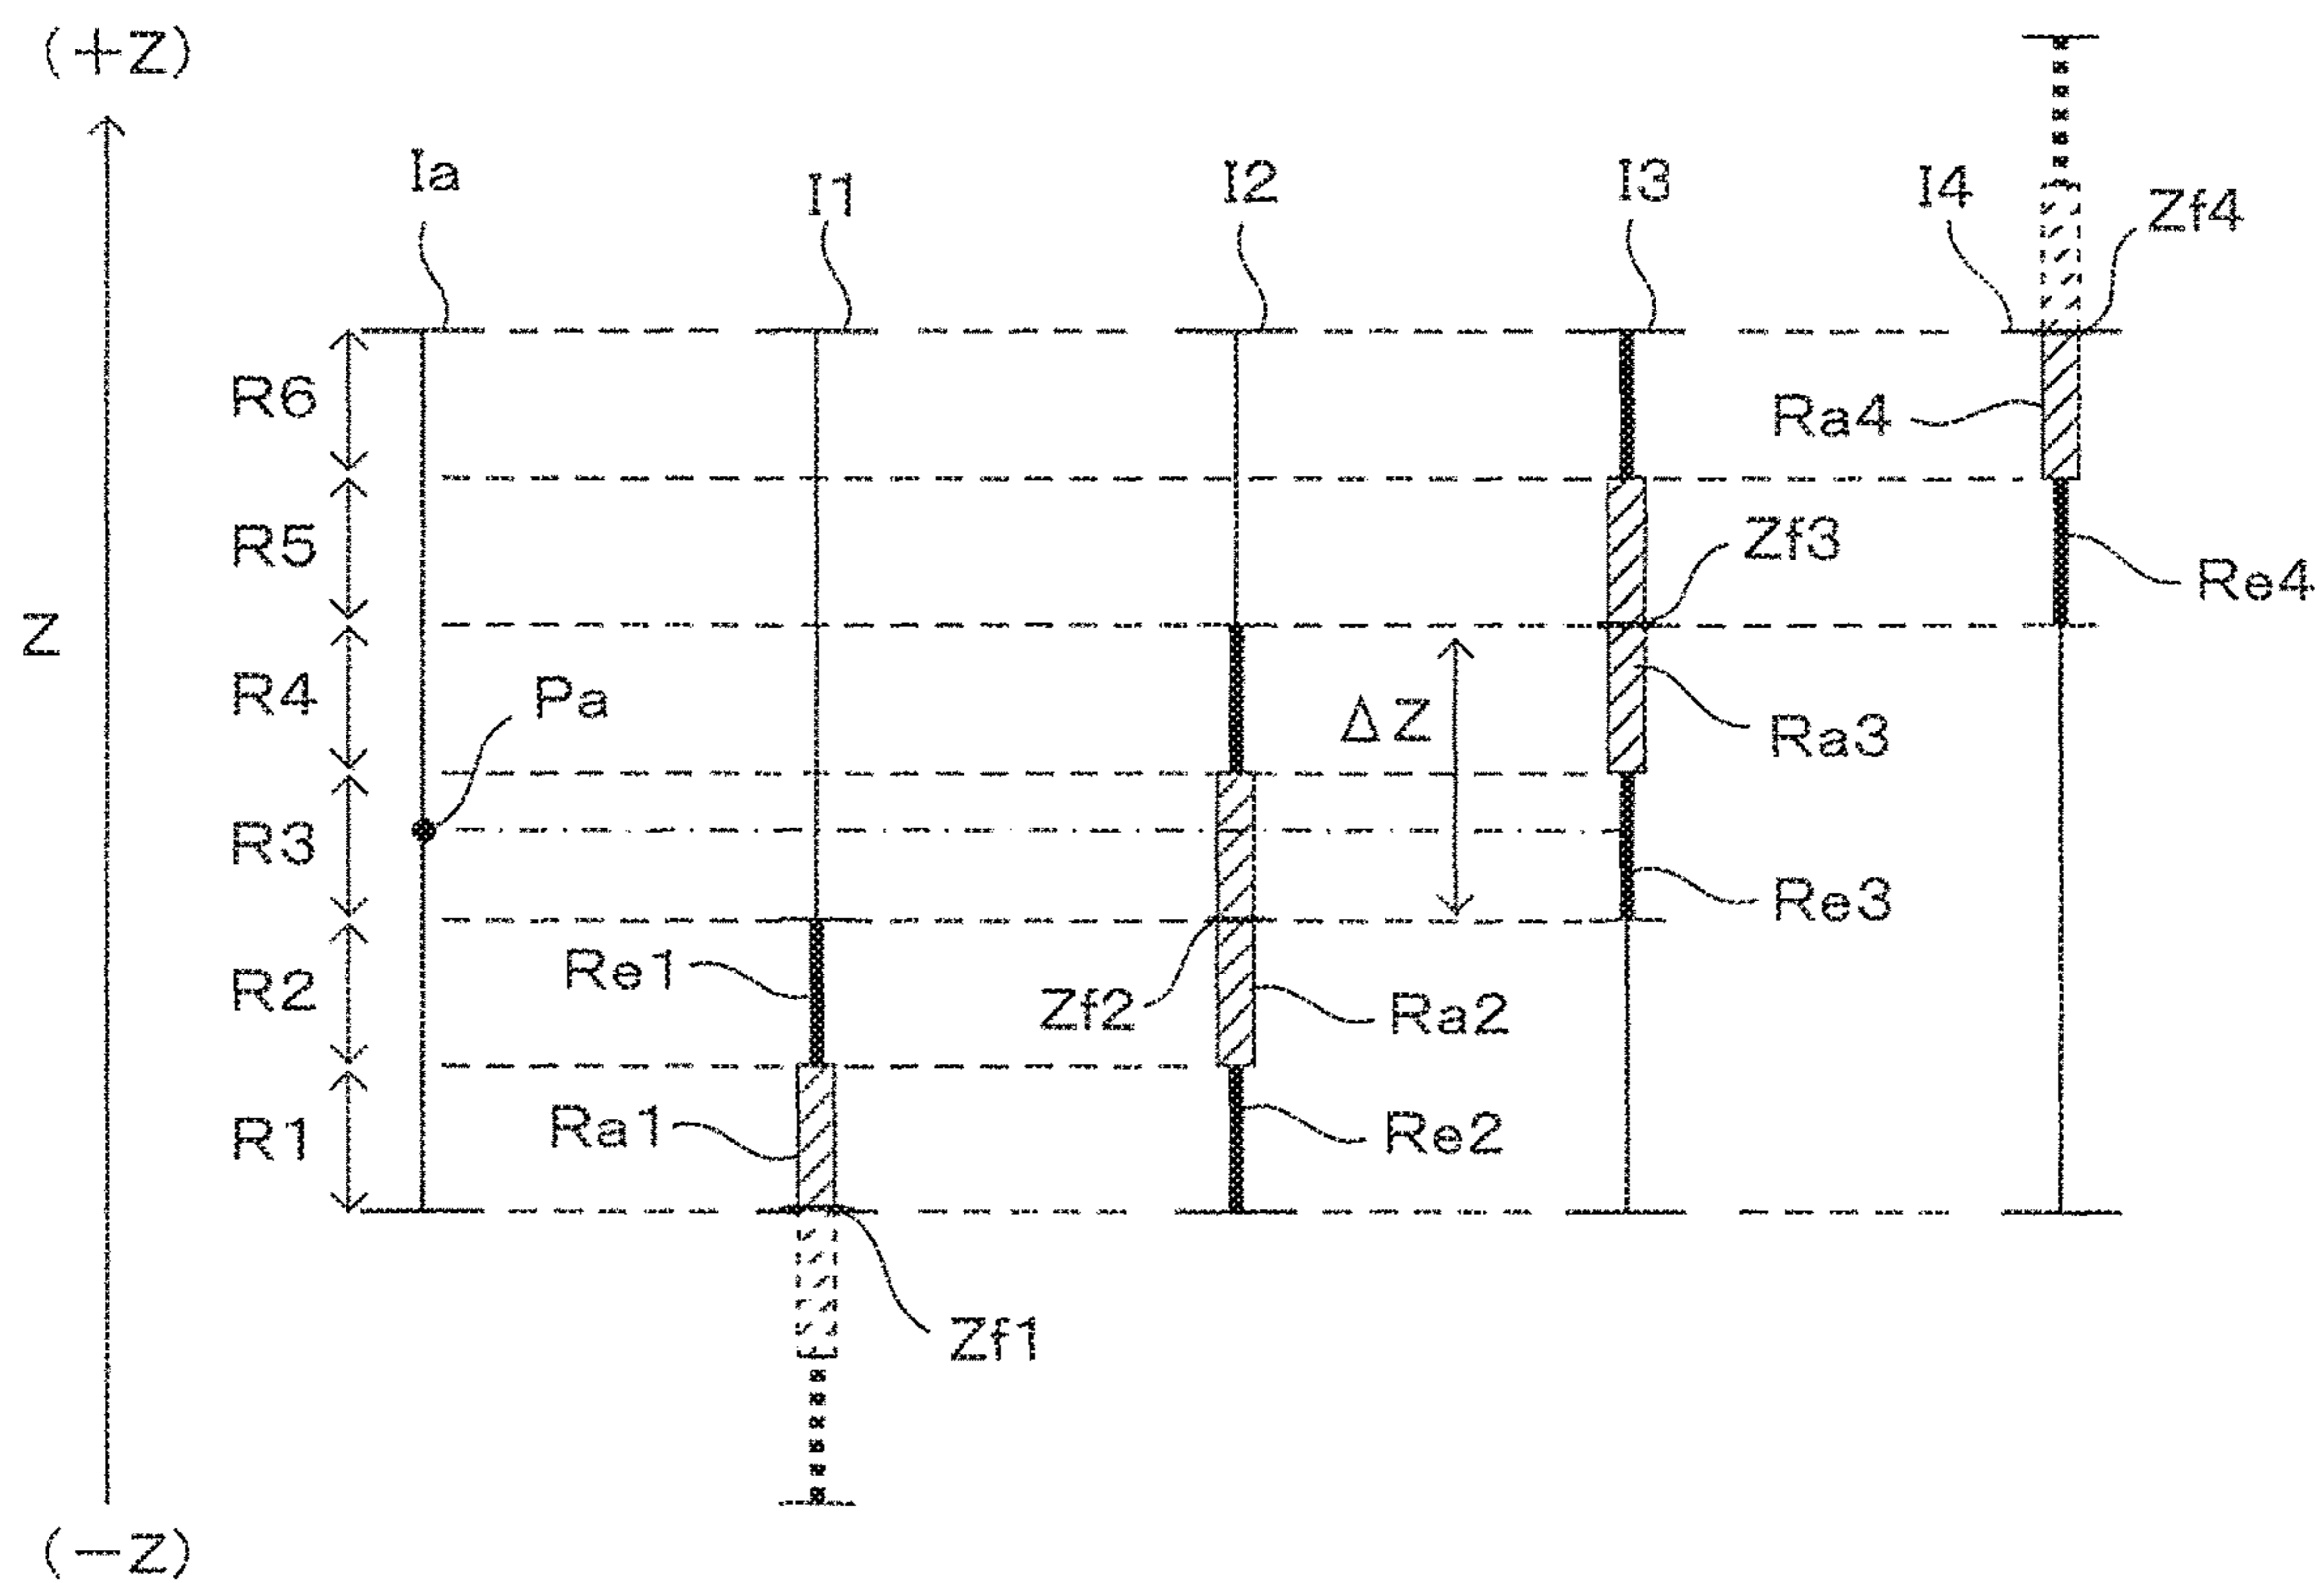 (+Z)
Ia
I1
I2
I3
I4
Zf4
R6
Ra4
R5
Zf3
Re4
Z
R4
Pa
ΔZ
Ra3
R3
Re3
R2
Re1
Zf2
Ra2
R1
Ra1
Re2
Zf1
(-Z)